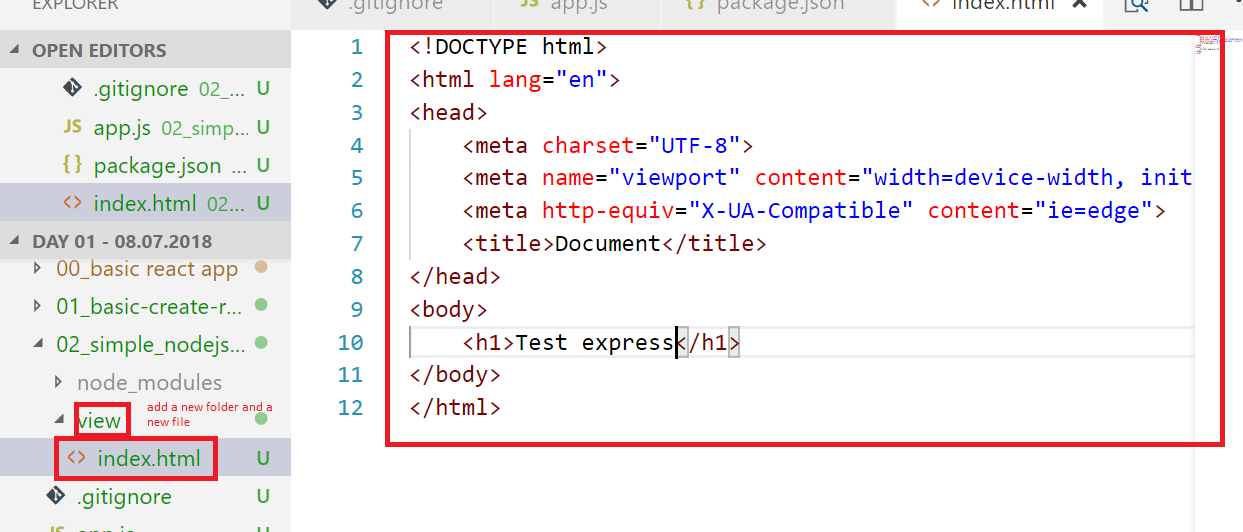 EXPLORER
.gitignore
app.js
package.json
index.html
OPEN EDITORS
.gitignore 02_... U
app.js 02_simp... U
package.json ... U
index.html 02... U
DAY 01 - 08.07.2018
00_basic react app
01_basic-create-r...
02_simple_nodejs...
node_modules
view
add a new folder and a
new file
index.html U
.gitignore U
app.js
1 <!DOCTYPE html>
2 <html lang="en">
3 <head>
4 <meta charset="UTF-8">
5 <meta name="viewport" content="width=device-width, init
6 <meta http-equiv="X-UA-Compatible" content="ie=edge">
7 <title>Document</title>
8 </head>
9 <body>
10 <h1>Test express</h1>
11 </body>
12 </html>